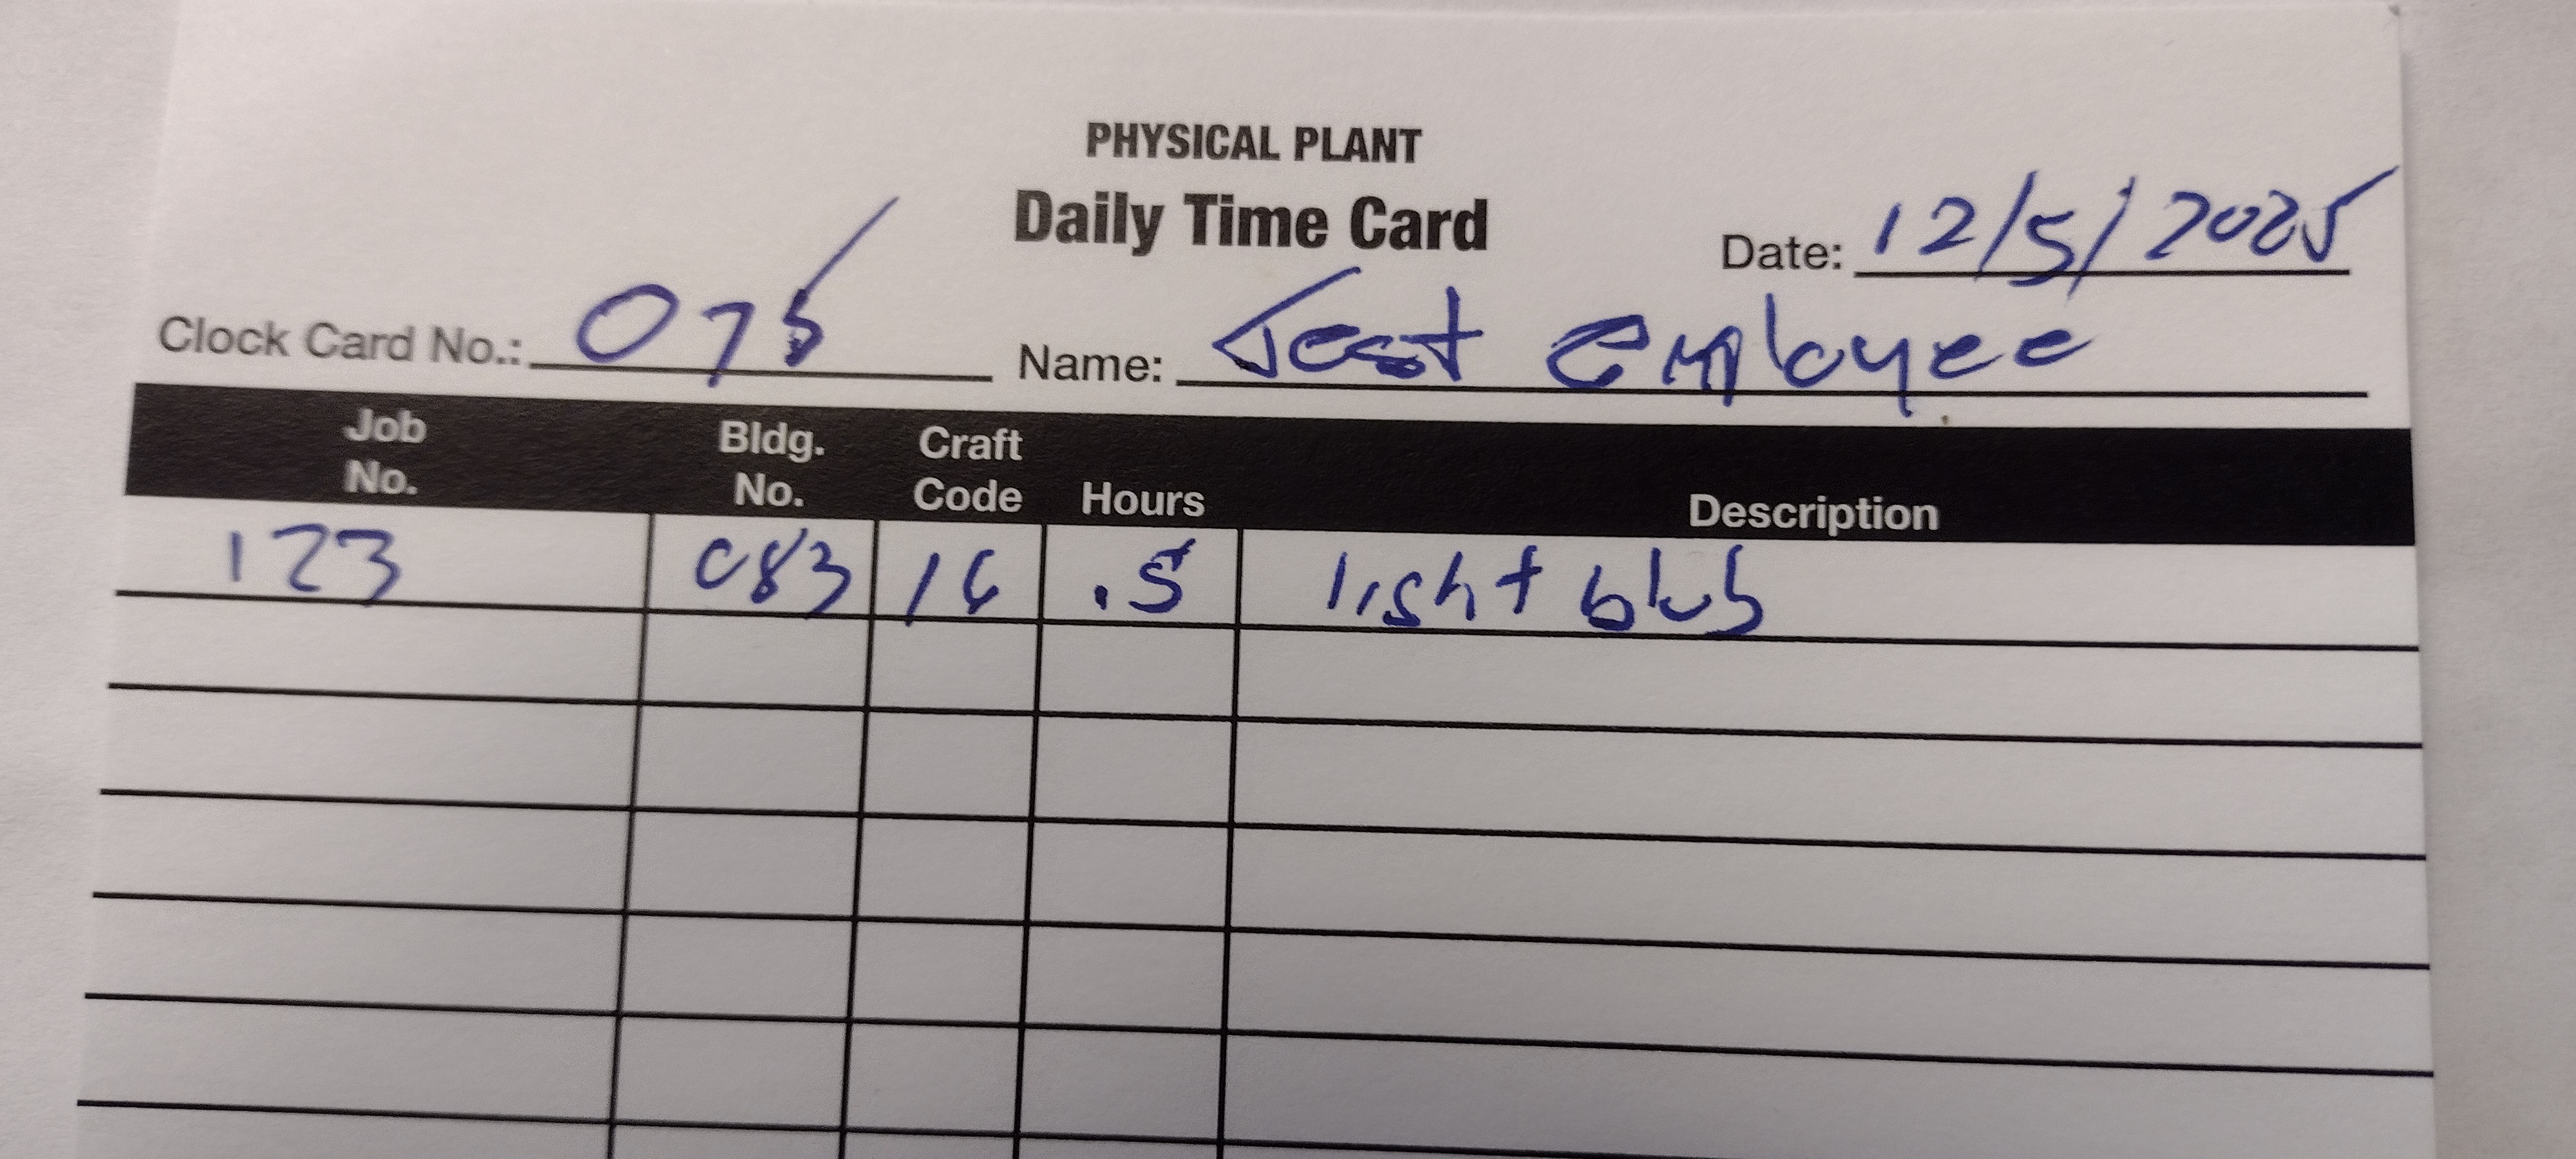 PHYSICAL PLANT
Daily Time Card
Date: 12/5/2025
Clock Card No.: 075 Name: Test Employee
Job No. Bldg. No. Craft Code Hours Description
123 083 16 .5 light blub